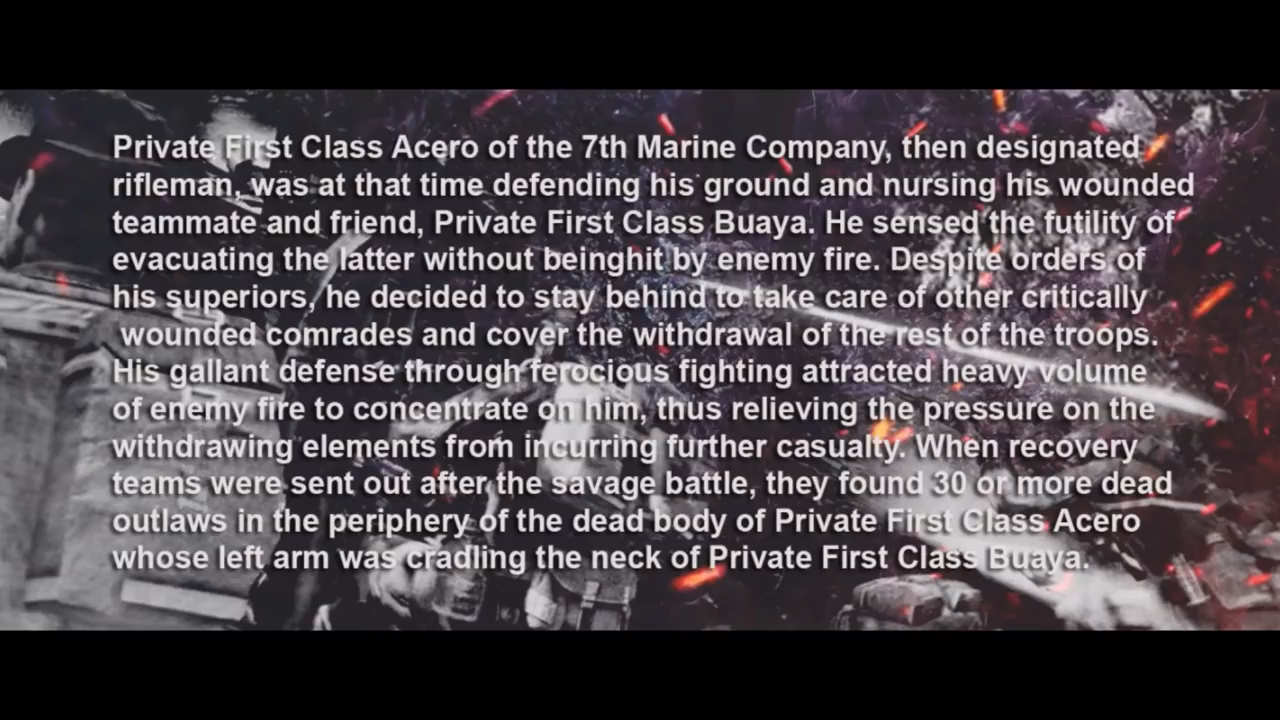 Private First Class Acero of the 7th Marine Company, then designated
rifleman, was at that time defending his ground and nursing his wounded
teammate and friend, Private First Class Buaya. He sensed the futility of
evacuating the latter without beinghit by enemy fire. Despite orders of
his superiors, he decided to stay behind to take care of other critically
wounded comrades and cover the withdrawal of the rest of the troops.
His gallant defense through ferocious fighting attracted heavy volume
of enemy fire to concentrate on him, thus relieving the pressure on the
withdrawing elements from incurring further casualty. When recovery
teams were sent out after the savage battle, they found 30 or more dead
outlaws in the periphery of the dead body of Private First Class Acero
whose left arm was cradling the neck of Private First Class Buaya.